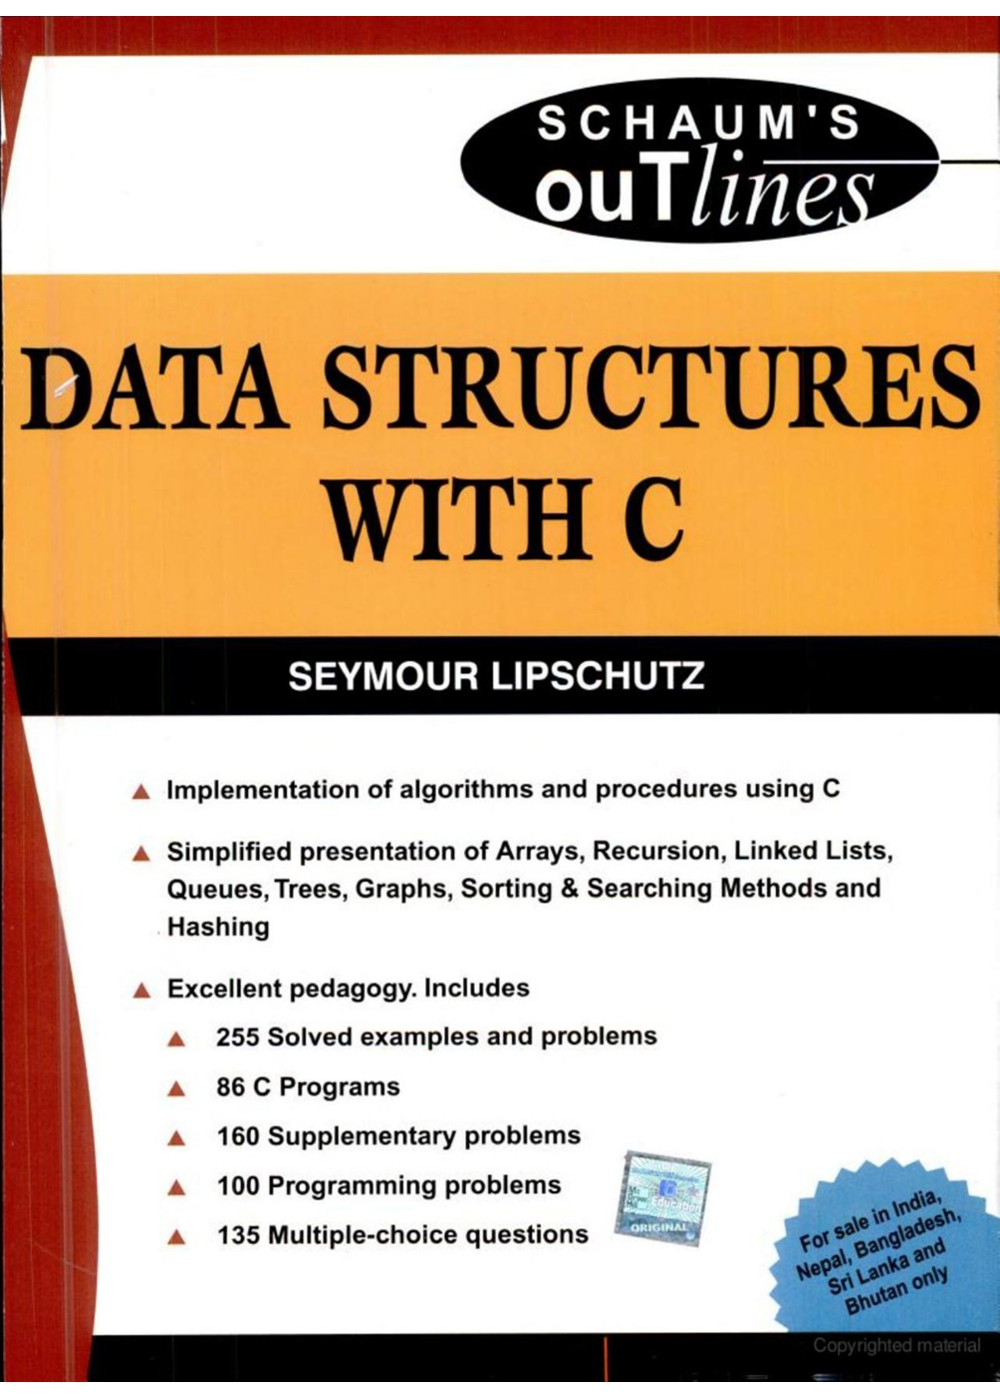 SCHAUM'S
ouTlines
DATA STRUCTURES
WITH C
SEYMOUR LIPSCHUTZ
Implementation of algorithms and procedures using C
Simplified presentation of Arrays, Recursion, Linked Lists,
Queues, Trees, Graphs, Sorting & Searching Methods and
Hashing
Excellent pedagogy. Includes
255 Solved examples and problems
86 C Programs
160 Supplementary problems
100 Programming problems
135 Multiple-choice questions
Education
ORIGINAL
For sale in India,
Nepal, Bangladesh,
Sri Lanka and
Bhutan only
Copyrighted material